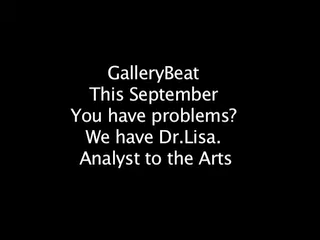 GalleryBeat
This September
You have problems?
We have Dr.Lisa.
Analyst to the Arts